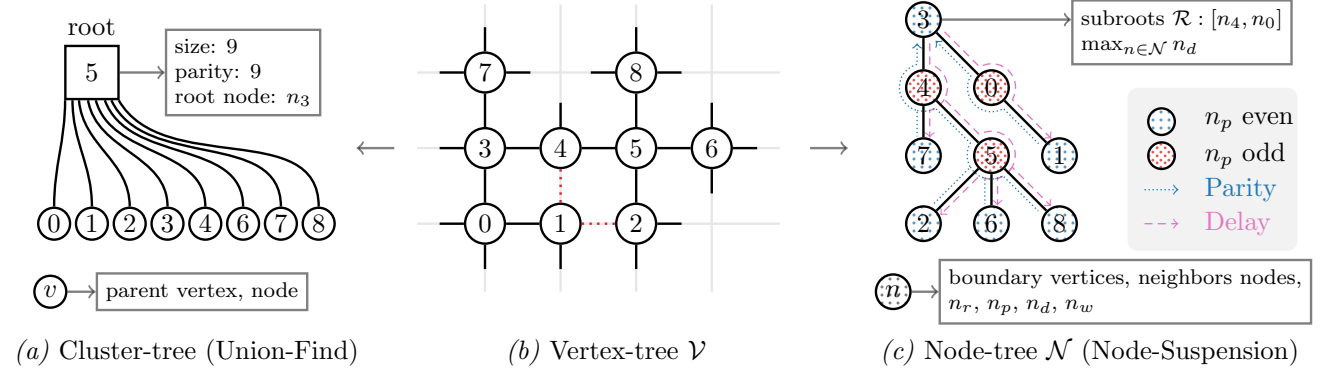 root
5
size: 9
parity: 9
root node: n₃
0 1 2 3 4 6 7 8
v
parent vertex, node
(a) Cluster-tree (Union-Find)
7 8
3 4 5 6
0 1 2
(b) Vertex-tree 𝒱
3
subroots ℛ : [n₄, n₀]
max_{n∈𝒩} n_d
4 0
7 5 1
2 6 8
n_p even
n_p odd
Parity
Delay
n
boundary vertices, neighbors nodes,
n_r, n_p, n_d, n_w
(c) Node-tree 𝒩 (Node-Suspension)